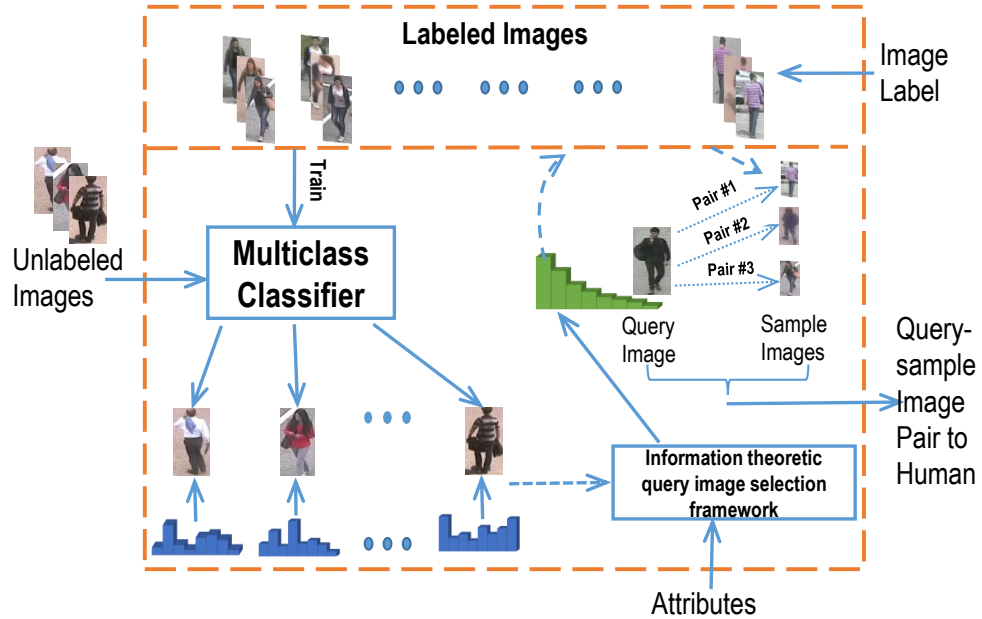 Labeled Images
Image
Label
Train
Pair #1
Pair #2
Pair #3
Unlabeled
Images
Multiclass
Classifier
Query
Image
Sample
Images
Query-
sample
Image
Pair to
Human
Information theoretic
query image selection
framework
Attributes